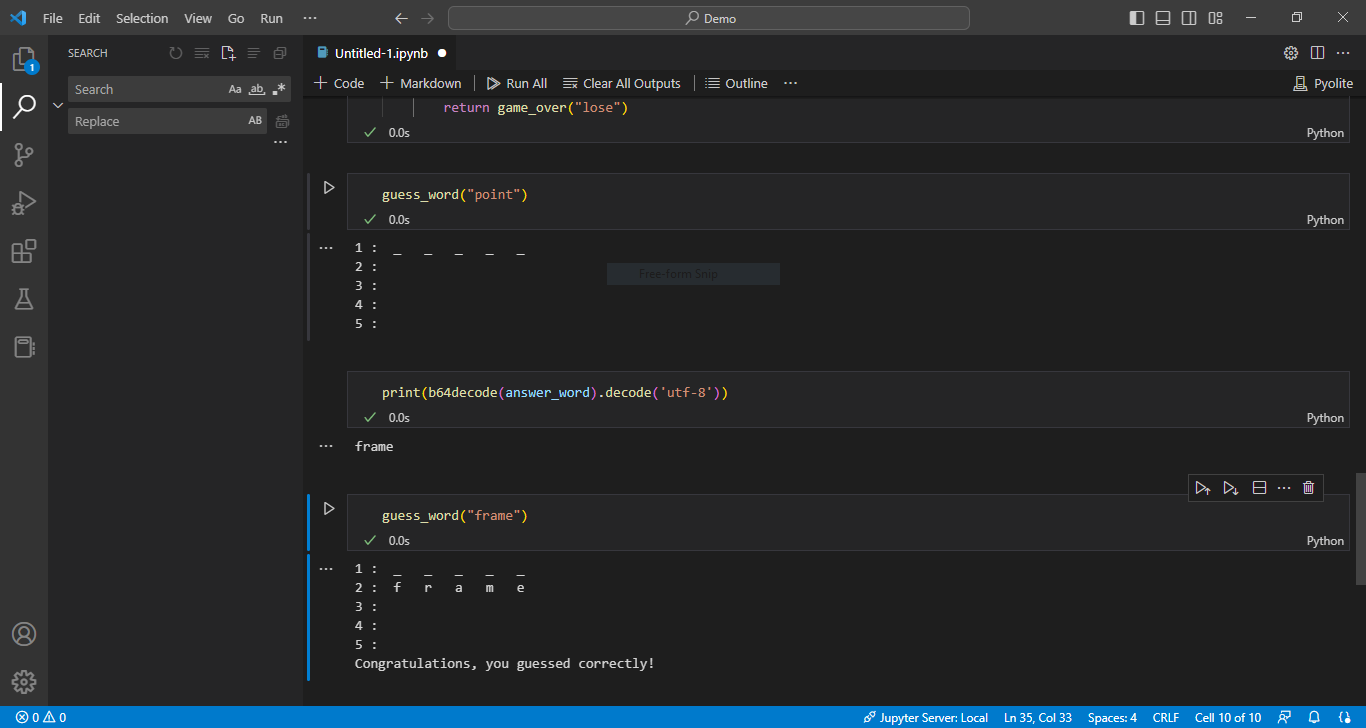 File Edit Selection View Go Run ···
Demo
SEARCH
Untitled-1.ipynb
1
Search Aa ab .*
Replace AB
+ Code + Markdown Run All Clear All Outputs Outline ···
Pyolite
return game_over("lose")
0.0s Python
guess_word("point")
0.0s Python
1 : _ _ _ _ _
2 :
Free-form Snip
3 :
4 :
5 :
print(b64decode(answer_word).decode('utf-8'))
0.0s Python
frame
guess_word("frame")
0.0s Python
1 : _ _ _ _ _
2 : f r a m e
3 :
4 :
5 :
Congratulations, you guessed correctly!
0 0 Jupyter Server: Local Ln 35, Col 33 Spaces: 4 CRLF Cell 10 of 10